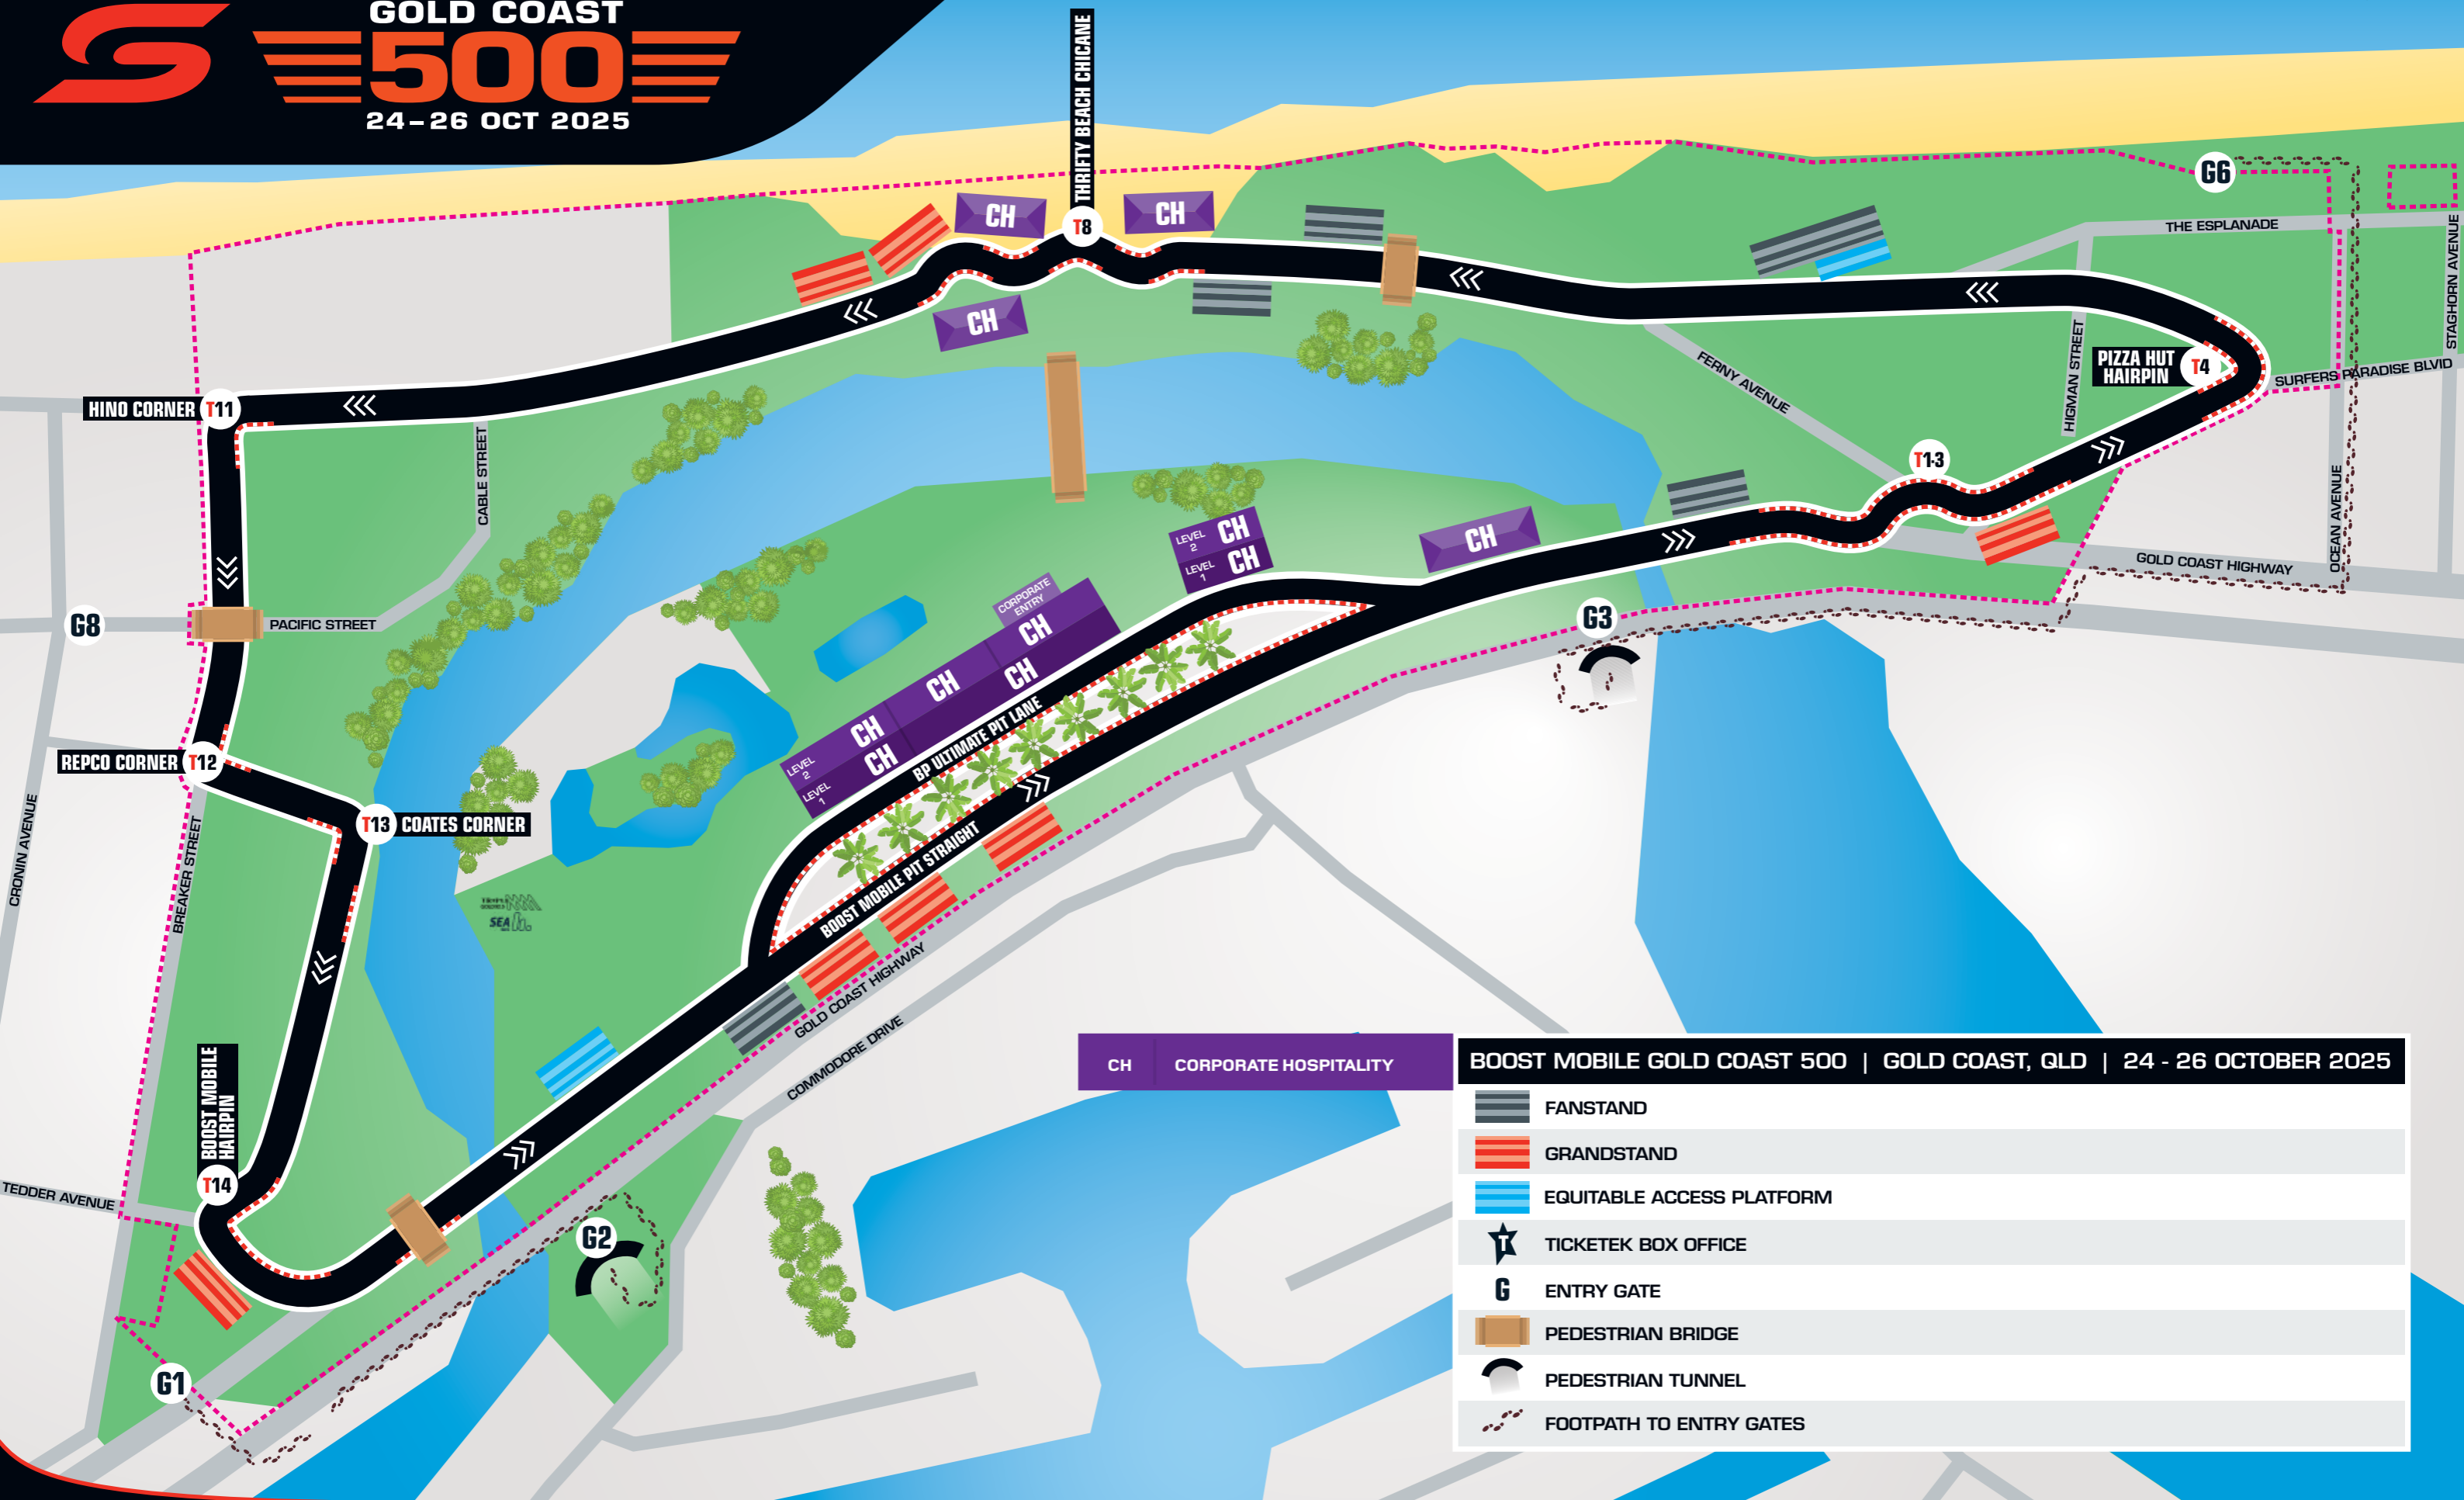 GOLD COAST
500
24–26 OCT 2025
THRIFTY BEACH CHICANE
T8
CH
CH
CH
G6
THE ESPLANADE
STAGHORN AVENUE
PIZZA HUT
HAIRPIN
T4
SURFERS PARADISE BLVD
HIGMAN STREET
FERNY AVENUE
T1-3
OCEAN AVENUE
GOLD COAST HIGHWAY
HINO CORNER
T11
CABLE STREET
G8
PACIFIC STREET
REPCO CORNER
T12
T13
COATES CORNER
CRONIN AVENUE
BREAKER STREET
LEVEL
2
CH
LEVEL
1
CH
CH
CORPORATE
ENTRY
CH
CH
CH
CH
LEVEL
2
CH
LEVEL
1
BP ULTIMATE PIT LANE
BOOST MOBILE PIT STRAIGHT
G3
SEA
GOLD COAST HIGHWAY
COMMODORE DRIVE
BOOST MOBILE
HAIRPIN
T14
TEDDER AVENUE
G2
G1
CH
CORPORATE HOSPITALITY
BOOST MOBILE GOLD COAST 500 | GOLD COAST, QLD | 24 - 26 OCTOBER 2025
FANSTAND
GRANDSTAND
EQUITABLE ACCESS PLATFORM
T
TICKETEK BOX OFFICE
G
ENTRY GATE
PEDESTRIAN BRIDGE
PEDESTRIAN TUNNEL
FOOTPATH TO ENTRY GATES